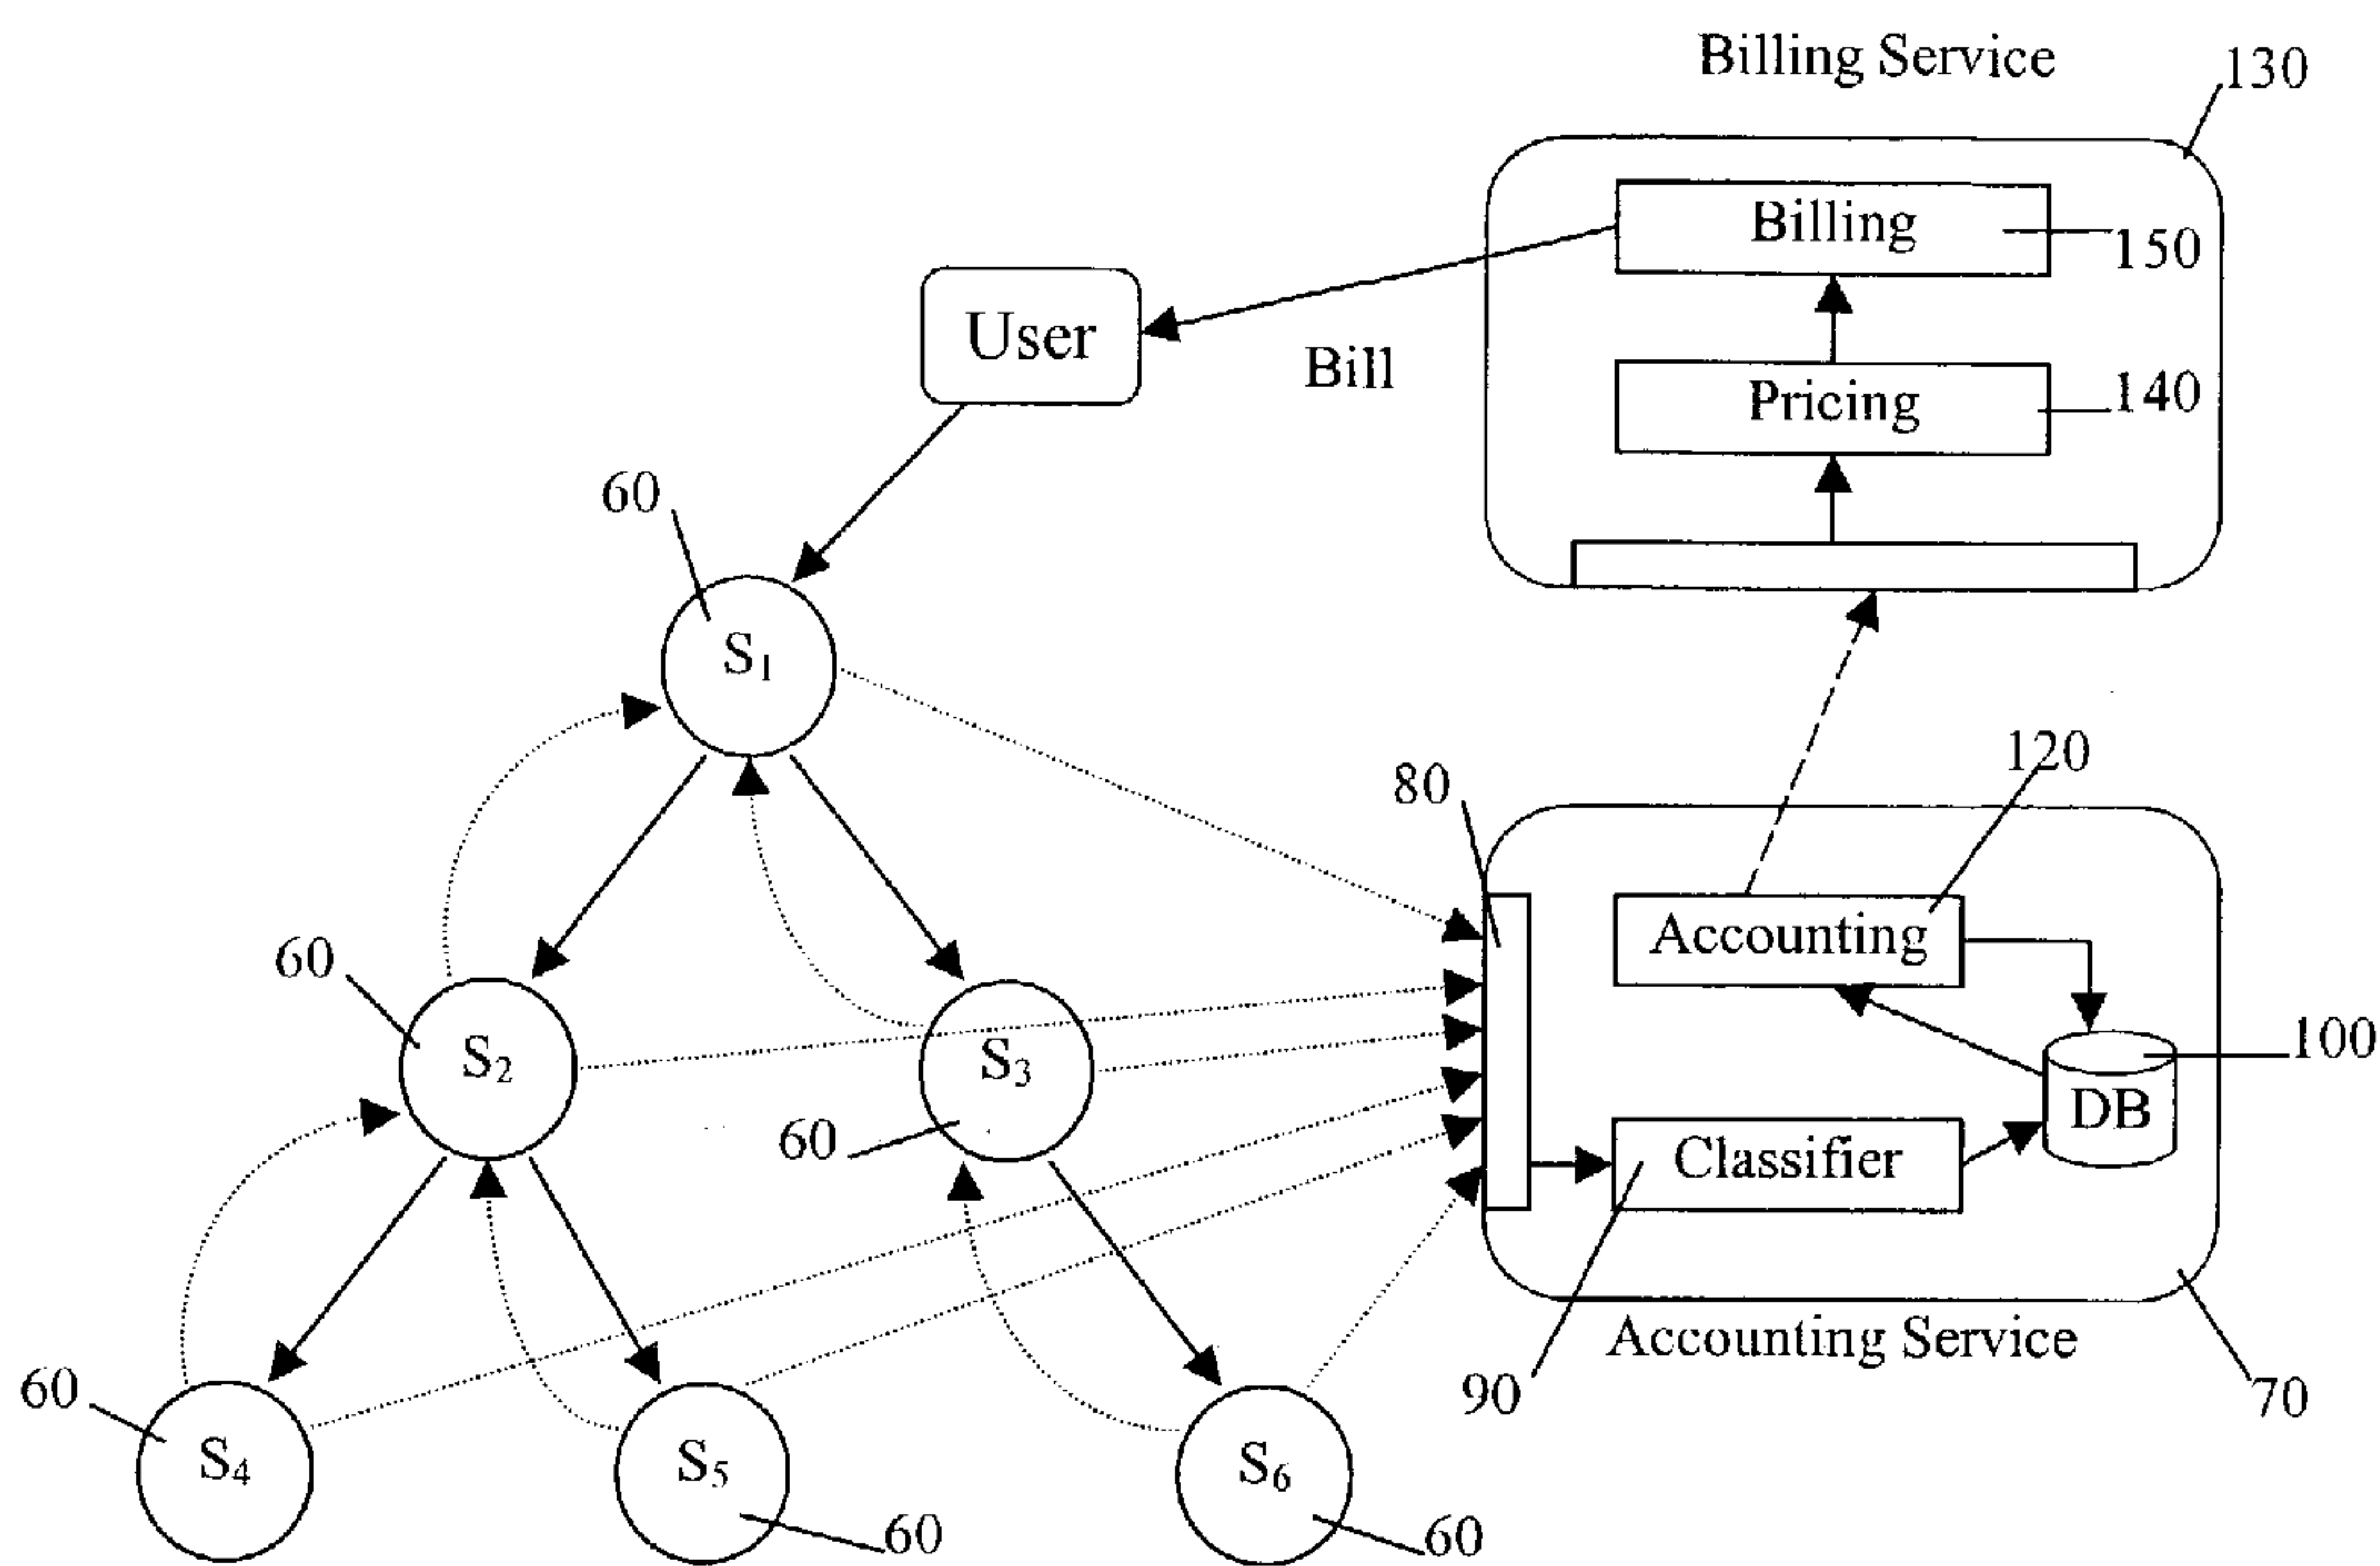 Billing Service
130
Billing
150
User
Bill
Pricing
140
60
S1
120
80
Accounting
60
S2
S3
100
DB
60
Classifier
Accounting Service
60
90
70
S4
S5
S6
60
60